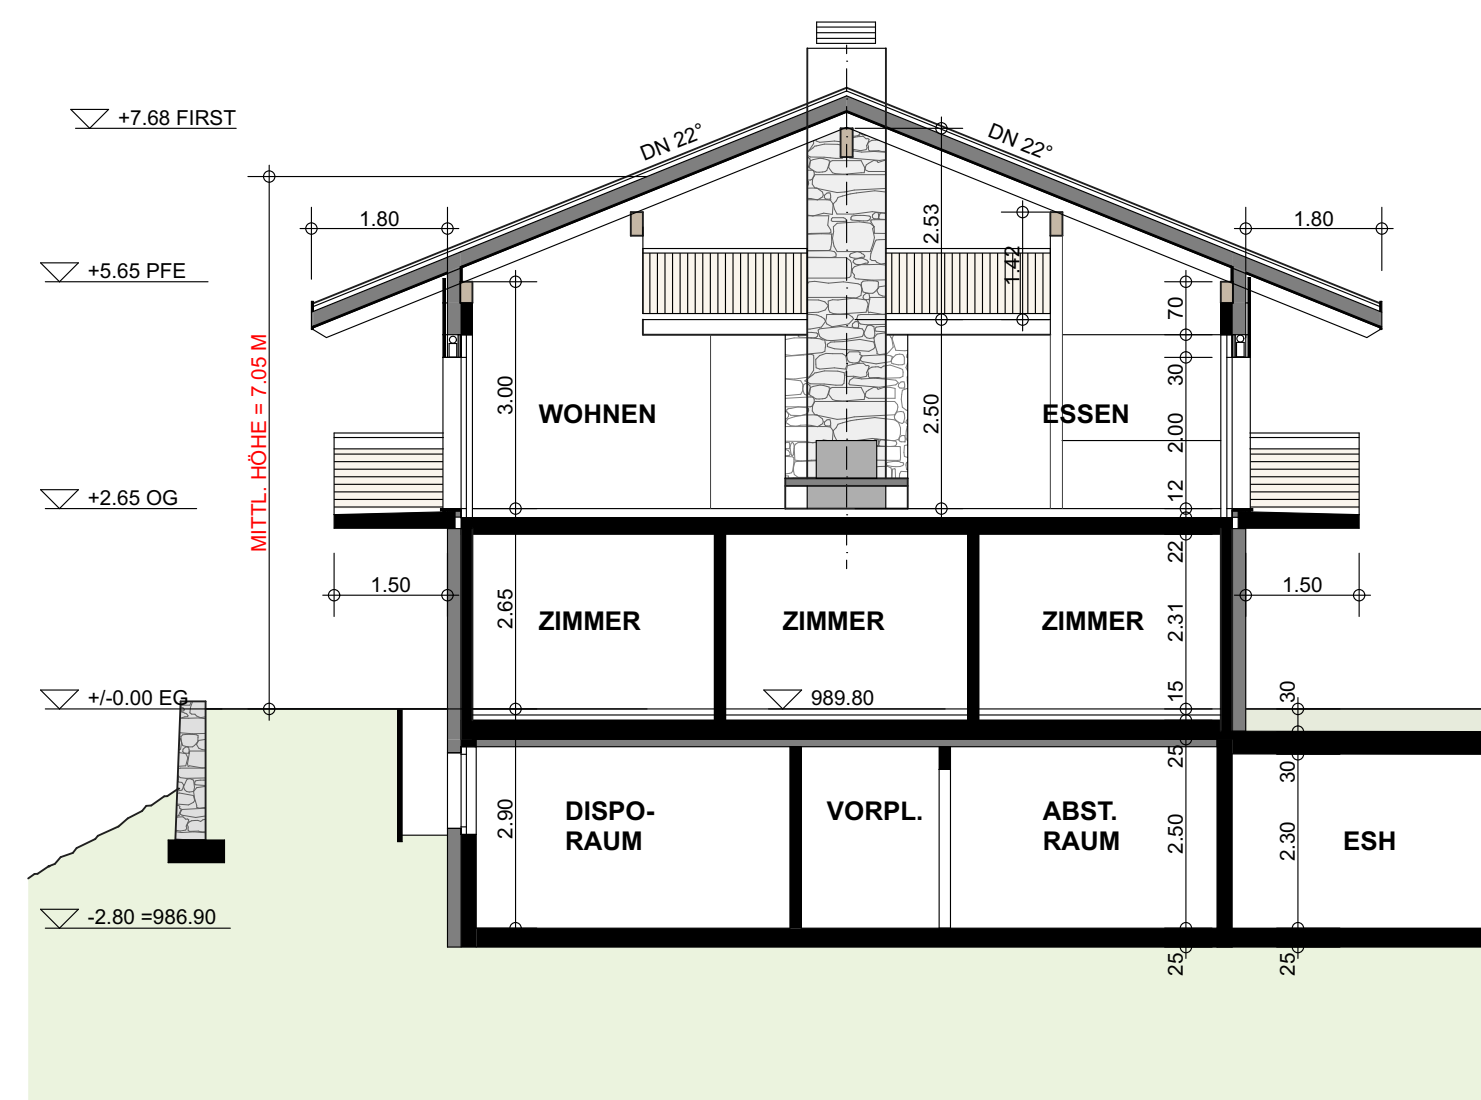 +7.68 FIRST
DN 22°
DN 22°
1.80
1.80
2.53
1.42
+5.65 PFE
70
30
MITTL. HÖHE = 7.05 M
3.00
WOHNEN
2.50
ESSEN
2.00
+2.65 OG
12
22
1.50
1.50
2.65
ZIMMER
ZIMMER
ZIMMER
2.31
+/-0.00 EG
989.80
15
30
25
30
2.90
DISPO-
RAUM
VORPL.
ABST.
RAUM
2.50
2.30
ESH
-2.80 =986.90
25
25